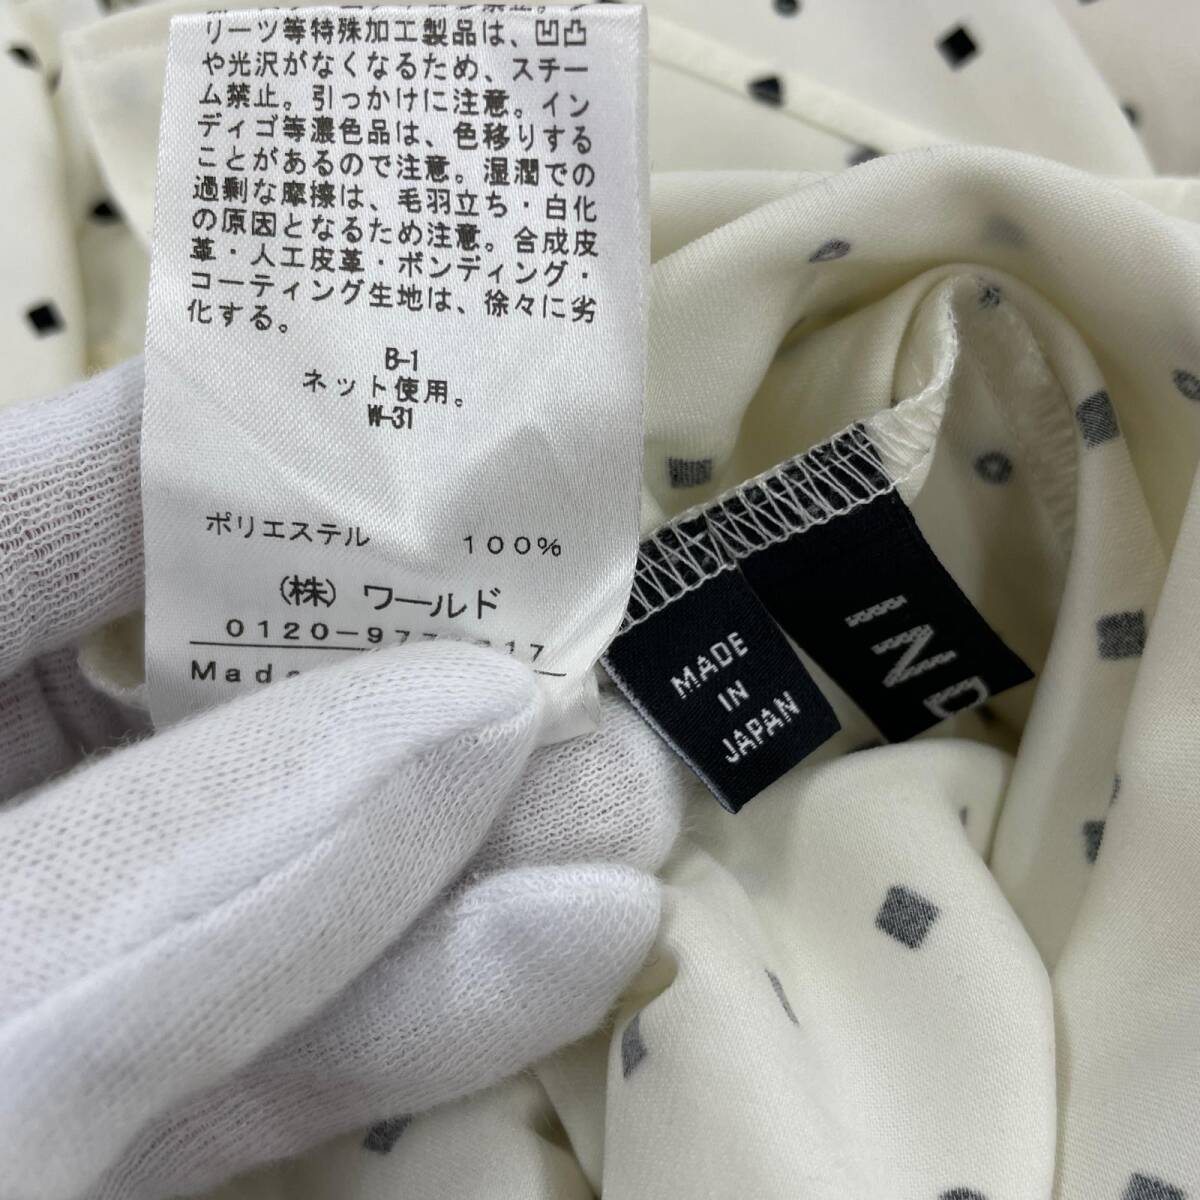 リーツ等特殊加工製品は、凹凸
や光沢がなくなるため、スチー
ム禁止。引っかけに注意。イン
ディゴ等濃色品は、色移りする
ことがあるので注意。湿潤での
過剰な摩擦は、毛羽立ち・白化
の原因となるため注意。合成皮
革・人工皮革・ボンディング・
コーティング生地は、徐々に劣
化する。
B-1
ネット使用。
W-31
ポリエステル 100%
(株) ワールド
0120-97
17
Made
MADE
IN
JAPAN
IND